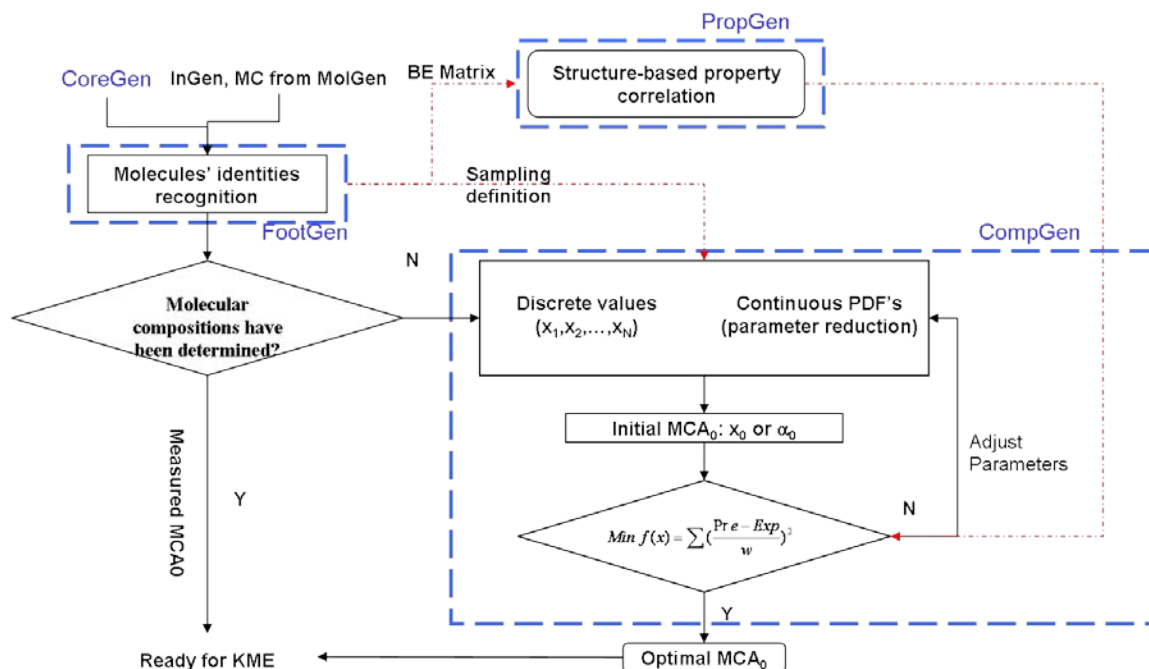 PropGen
CoreGen
InGen, MC from MolGen
BE Matrix
Structure-based property
correlation
Molecules' identities
recognition
FootGen
Sampling
definition
CompGen
N
Molecular
compositions have
been determined?
Discrete values
(x₁,x₂,...,x_N)
Continuous PDF's
(parameter reduction)
Initial MCA₀: x₀ or α₀
Adjust
Parameters
Measured MCA0
Y
N
Min f(x) = ∑(Pre − Exp / w)²
Y
Ready for KME
Optimal MCA₀